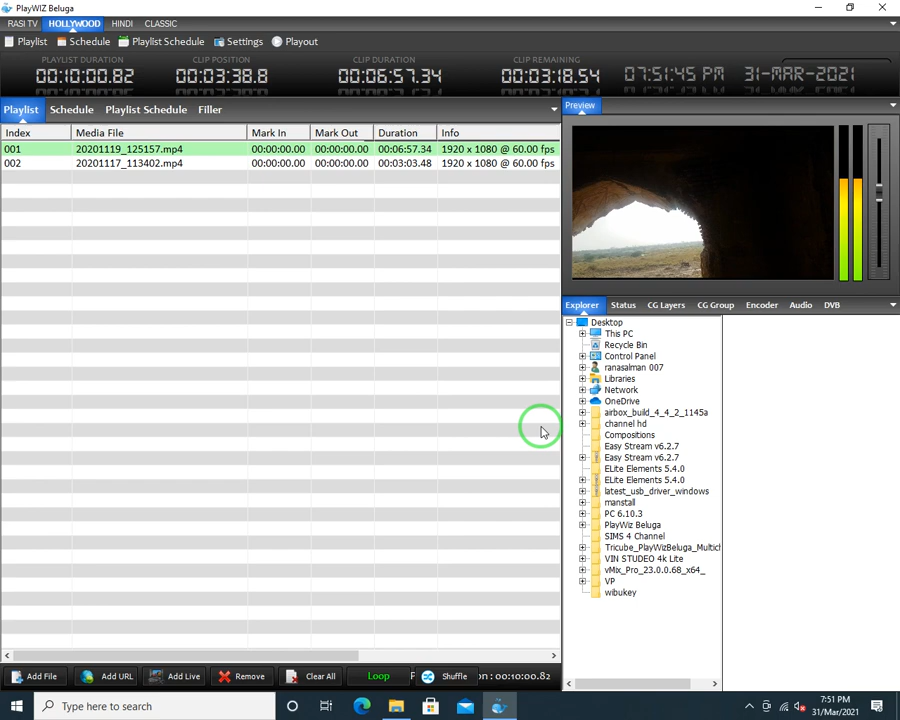 PlayWIZ Beluga
RASI TV HOLLYWOOD HINDI CLASSIC
Playlist Schedule Playlist Schedule Settings Playout
PLAYLIST DURATION CLIP POSITION CLIP DURATION CLIP REMAINING
00:10:00.82 00:03:38.8 00:06:57.34 00:03:18.54 07:51:45 PM 31-MAR-2021
Playlist Schedule Playlist Schedule Filler Preview
Index Media File Mark In Mark Out Duration Info
001 20201119_125157.mp4 00:00:00.00 00:00:00.00 00:06:57.34 1920 x 1080 @ 60.00 fps
002 20201117_113402.mp4 00:00:00.00 00:00:00.00 00:03:03.48 1920 x 1080 @ 60.00 fps
Explorer Status CG Layers CG Group Encoder Audio DVB
Desktop
This PC
Recycle Bin
Control Panel
ranasalman 007
Libraries
Network
OneDrive
airbox_build_4_4_2_1145a
channel hd
Compositions
Easy Stream v6.2.7
Easy Stream v6.2.7
ELite Elements 5.4.0
ELite Elements 5.4.0
latest_usb_driver_windows
manstall
PC 6.10.3
PlayWiz Beluga
SIMS 4 Channel
Tricube_PlayWizBeluga_Multich
VIN STUDEO 4k Lite
vMix_Pro_23.0.0.68_x64_
VP
wibukey
Add File Add URL Add Live Remove Clear All Loop Shuffle on : 00:10:00.82
Type here to search
7:51 PM
31/Mar/2021